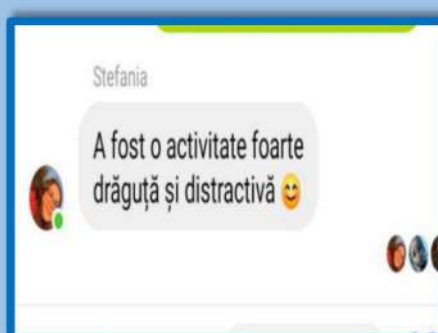 Stefania
A fost o activitate foarte
drăguță și distractivă 😊